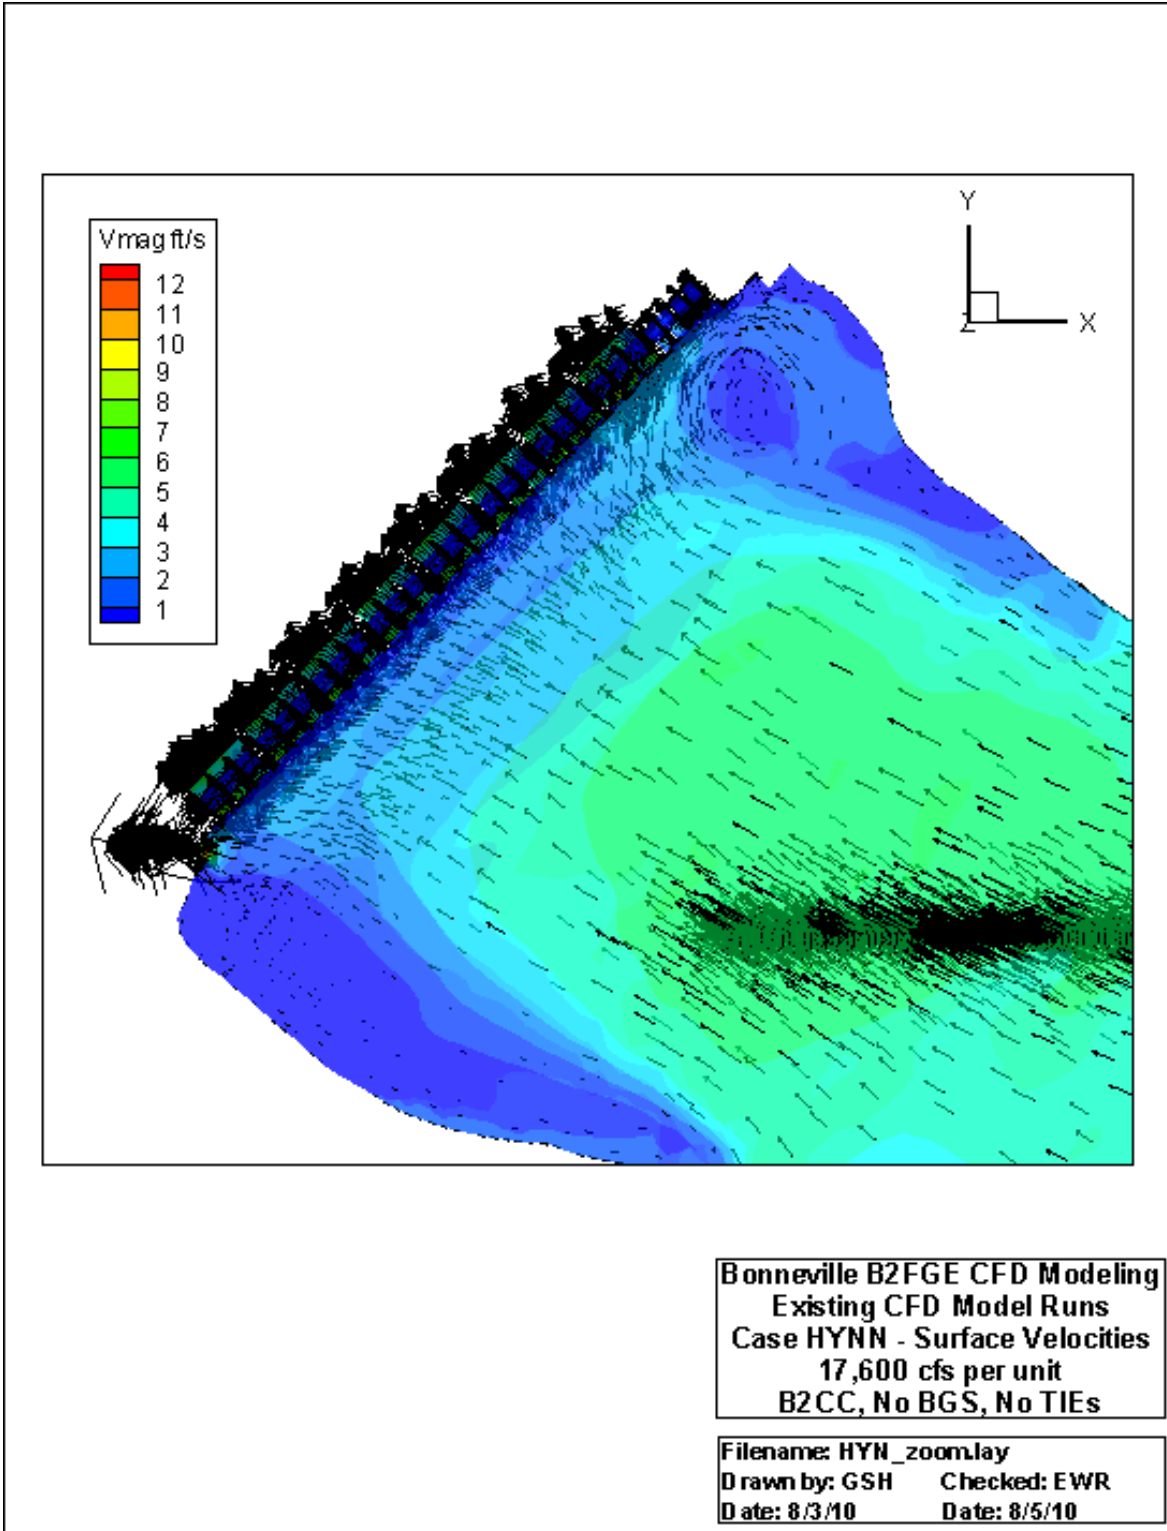 Vmag ft/s
12
11
10
9
8
7
6
5
4
3
2
1
Y
Z
X
Bonneville B2FGE CFD Modeling
Existing CFD Model Runs
Case HYNN - Surface Velocities
17,600 cfs per unit
B2CC, No BGS, No TIEs
Filename: HYN_zoom.lay
Drawn by: GSH Checked: EWR
Date: 8/3/10 Date: 8/5/10